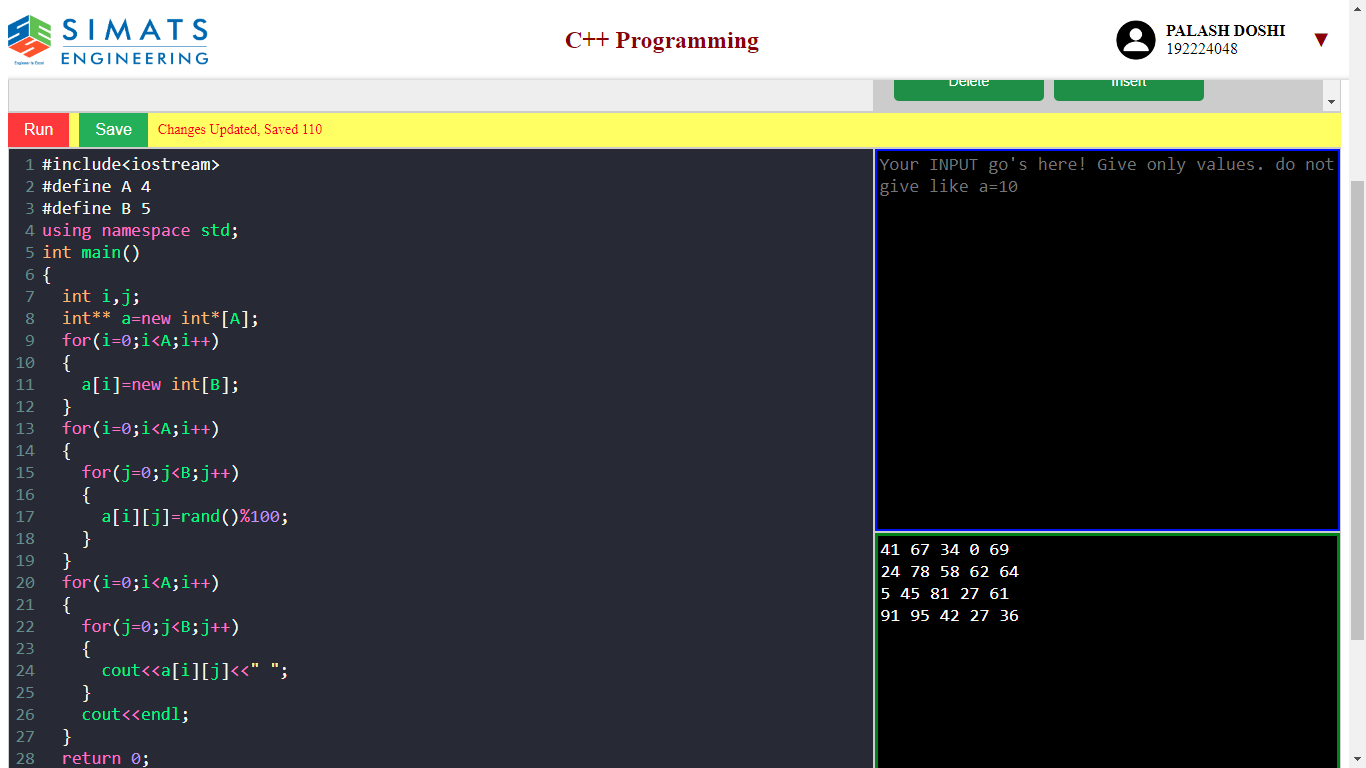 SIMATS
ENGINEERING
Engineer to Excel
C++ Programming
PALASH DOSHI
192224048
▼
Delete
Insert
Run
Save
Changes Updated, Saved 110
1 #include<iostream>
2 #define A 4
3 #define B 5
4 using namespace std;
5 int main()
6 {
7   int i,j;
8   int** a=new int*[A];
9   for(i=0;i<A;i++)
10   {
11     a[i]=new int[B];
12   }
13   for(i=0;i<A;i++)
14   {
15     for(j=0;j<B;j++)
16     {
17       a[i][j]=rand()%100;
18     }
19   }
20   for(i=0;i<A;i++)
21   {
22     for(j=0;j<B;j++)
23     {
24       cout<<a[i][j]<<" ";
25     }
26     cout<<endl;
27   }
28   return 0;
Your INPUT go's here! Give only values. do not
give like a=10
41 67 34 0 69
24 78 58 62 64
5 45 81 27 61
91 95 42 27 36